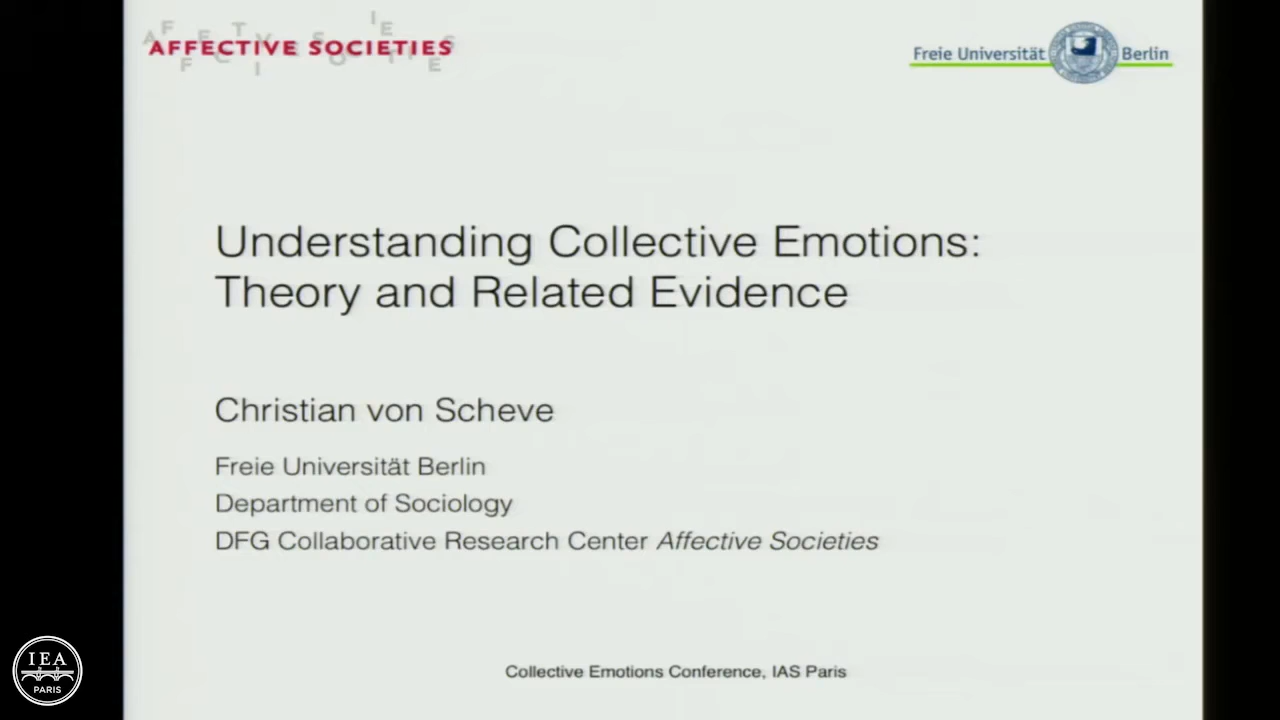 AFFECTIVE SOCIETIES
Freie Universität Berlin
Understanding Collective Emotions:
Theory and Related Evidence
Christian von Scheve
Freie Universität Berlin
Department of Sociology
DFG Collaborative Research Center Affective Societies
Collective Emotions Conference, IAS Paris
IEA
PARIS